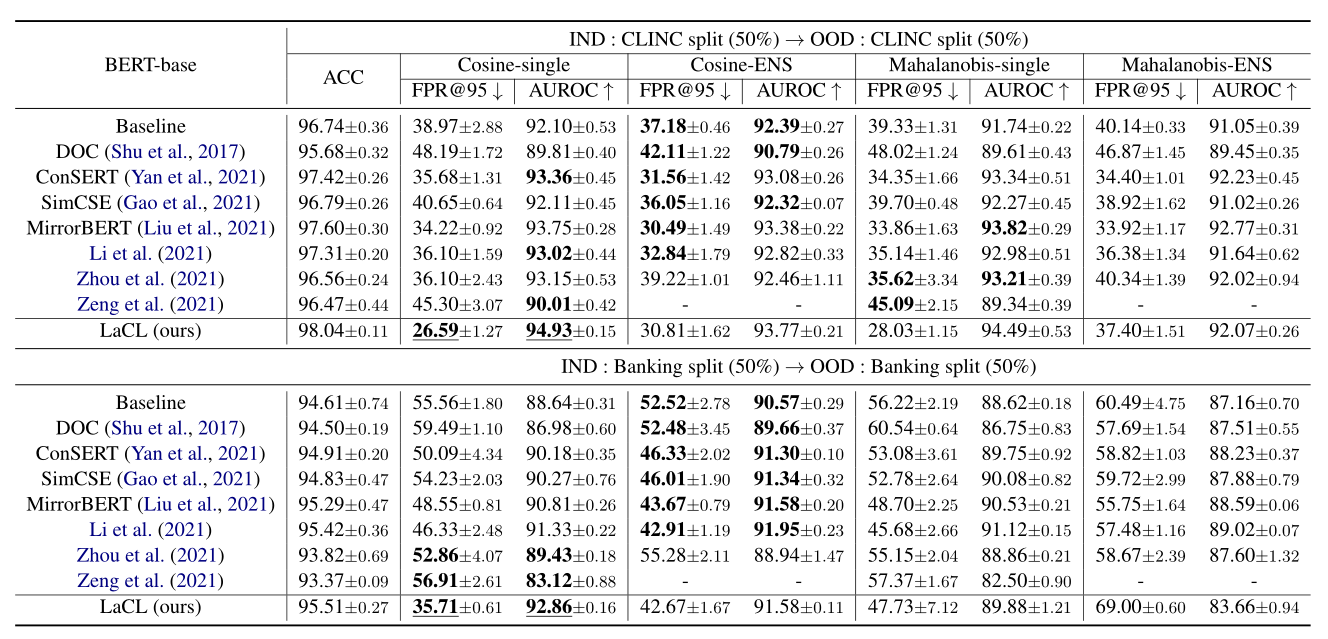 BERT-base IND : CLINC split (50%) → OOD : CLINC split (50%)
ACC Cosine-single Cosine-ENS Mahalanobis-single Mahalanobis-ENS
FPR@95 ↓ AUROC ↑ FPR@95 ↓ AUROC ↑ FPR@95 ↓ AUROC ↑ FPR@95 ↓ AUROC ↑
Baseline 96.74±0.36 38.97±2.88 92.10±0.53 37.18±0.46 92.39±0.27 39.33±1.31 91.74±0.22 40.14±0.33 91.05±0.39
DOC (Shu et al., 2017) 95.68±0.32 48.19±1.72 89.81±0.40 42.11±1.22 90.79±0.26 48.02±1.24 89.61±0.43 46.87±1.45 89.45±0.35
ConSERT (Yan et al., 2021) 97.42±0.26 35.68±1.31 93.36±0.45 31.56±1.42 93.08±0.26 34.35±1.66 93.34±0.51 34.40±1.01 92.23±0.45
SimCSE (Gao et al., 2021) 96.79±0.26 40.65±0.64 92.11±0.45 36.05±1.16 92.32±0.07 39.70±0.48 92.27±0.45 38.92±1.62 91.02±0.26
MirrorBERT (Liu et al., 2021) 97.60±0.30 34.22±0.92 93.75±0.28 30.49±1.49 93.38±0.22 33.86±1.63 93.82±0.29 33.92±1.17 92.77±0.31
Li et al. (2021) 97.31±0.20 36.10±1.59 93.02±0.44 32.84±1.79 92.82±0.33 35.14±1.46 92.98±0.51 36.38±1.34 91.64±0.62
Zhou et al. (2021) 96.56±0.24 36.10±2.43 93.15±0.53 39.22±1.01 92.46±1.11 35.62±3.34 93.21±0.39 40.34±1.39 92.02±0.94
Zeng et al. (2021) 96.47±0.44 45.30±3.07 90.01±0.42 - - 45.09±2.15 89.34±0.39 - -
LaCL (ours) 98.04±0.11 26.59±1.27 94.93±0.15 30.81±1.62 93.77±0.21 28.03±1.15 94.49±0.53 37.40±1.51 92.07±0.26
IND : Banking split (50%) → OOD : Banking split (50%)
Baseline 94.61±0.74 55.56±1.80 88.64±0.31 52.52±2.78 90.57±0.29 56.22±2.19 88.62±0.18 60.49±4.75 87.16±0.70
DOC (Shu et al., 2017) 94.50±0.19 59.49±1.10 86.98±0.60 52.48±3.45 89.66±0.37 60.54±0.64 86.75±0.83 57.69±1.54 87.51±0.55
ConSERT (Yan et al., 2021) 94.91±0.20 50.09±4.34 90.18±0.35 46.33±2.02 91.30±0.10 53.08±3.61 89.75±0.92 58.82±1.03 88.23±0.37
SimCSE (Gao et al., 2021) 94.83±0.47 54.23±2.03 90.27±0.76 46.01±1.90 91.34±0.32 52.78±2.64 90.08±0.82 59.72±2.99 87.88±0.79
MirrorBERT (Liu et al., 2021) 95.29±0.47 48.55±0.81 90.81±0.26 43.67±0.79 91.58±0.20 48.70±2.25 90.53±0.21 55.75±1.64 88.59±0.06
Li et al. (2021) 95.42±0.36 46.33±2.48 91.33±0.22 42.91±1.19 91.95±0.23 45.68±2.66 91.12±0.15 57.48±1.16 89.02±0.07
Zhou et al. (2021) 93.82±0.69 52.86±4.07 89.43±0.18 55.28±2.11 88.94±1.47 55.15±2.04 88.86±0.21 58.67±2.39 87.60±1.32
Zeng et al. (2021) 93.37±0.09 56.91±2.61 83.12±0.88 - - 57.37±1.67 82.50±0.90 - -
LaCL (ours) 95.51±0.27 35.71±0.61 92.86±0.16 42.67±1.67 91.58±0.11 47.73±7.12 89.88±1.21 69.00±0.60 83.66±0.94